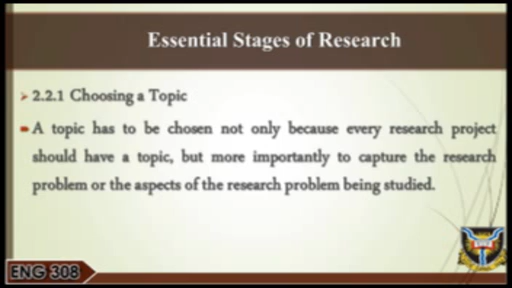 Essential Stages of Research
2.2.1 Choosing a Topic
A topic has to be chosen not only because every research project
should have a topic, but more importantly to capture the research
problem or the aspects of the research problem being studied.
ENG 308